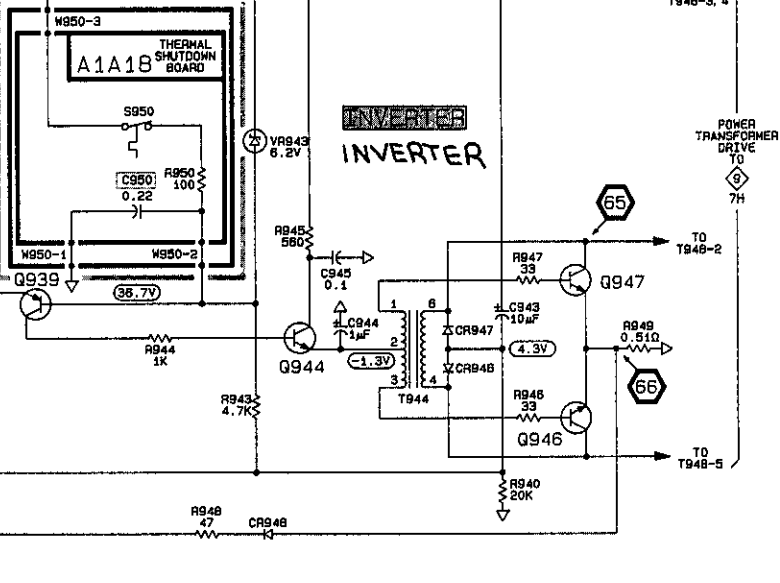 T948-3, 4
W950-3
A1A18
THERMAL
SHUTDOWN
BOARD
S950
INVERTER
INVERTER
POWER
TRANSFORMER
DRIVE
TO
9
7H
VR943
6.2V
C950
0.22
R950
100
65
R945
560
W950-1
W950-2
TO
T948-2
R947
33
C945
0.1
Q939
36.7V
Q947
1
6
C944
1µF
C943
10µF
CR947
R949
0.51Ω
R944
1K
Q944
2
-1.3V
4.3V
CR946
66
3
4
T944
R943
4.7K
R946
33
Q946
TO
T948-5
R940
20K
R948
47
CR948